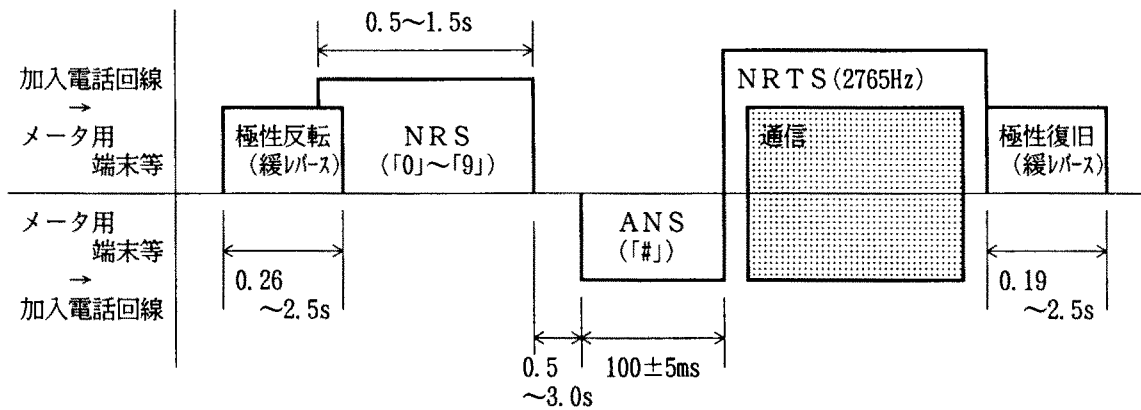 0.5～1.5s
加入電話回線
→
メータ用
端末等
極性反転
(緩レバース)
NRS
(「0」～「9」)
NRTS(2765Hz)
通信
極性復旧
(緩レバース)
メータ用
端末等
→
加入電話回線
ANS
(「#」)
0.26
～2.5s
0.19
～2.5s
0.5
～3.0s
100±5ms